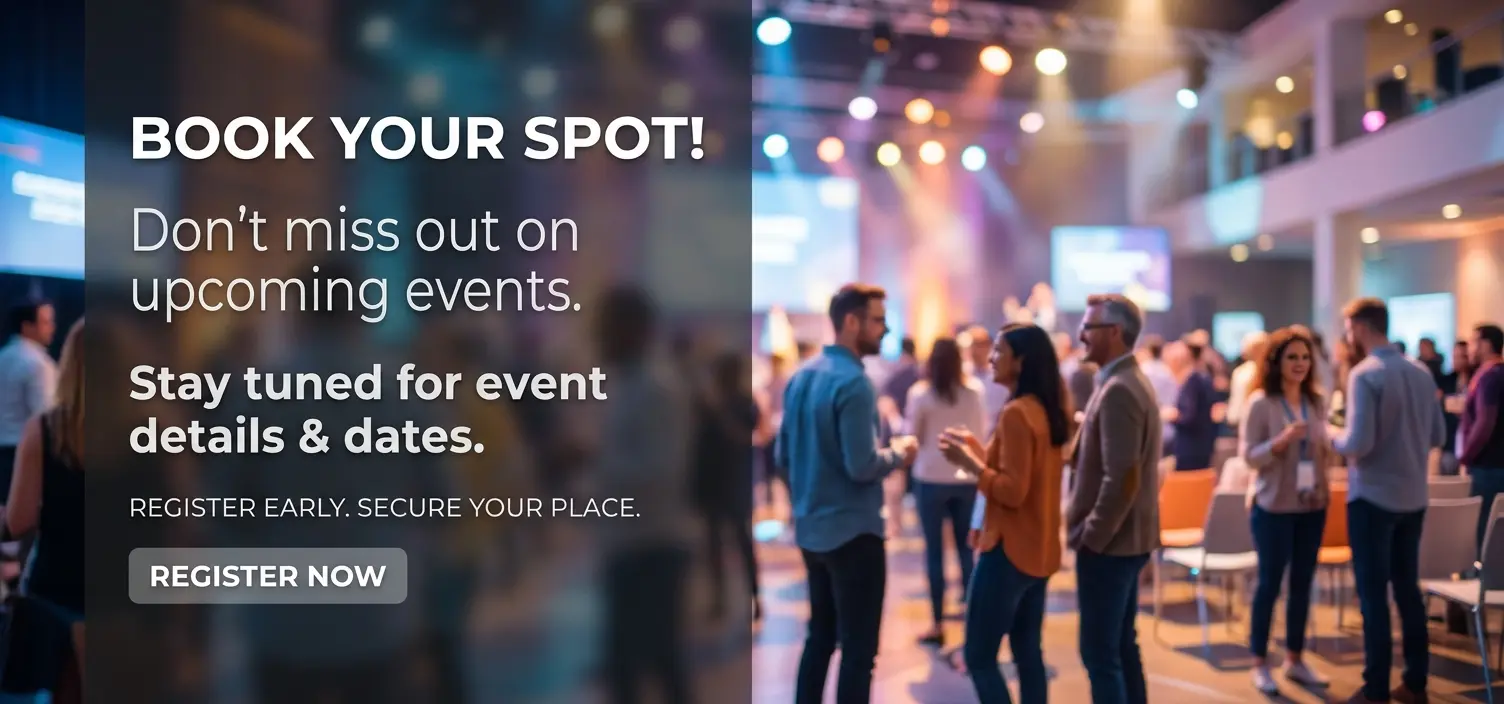 BOOK YOUR SPOT!
Don't miss out on
upcoming events.
Stay tuned for event
details & dates.
REGISTER EARLY. SECURE YOUR PLACE.
REGISTER NOW